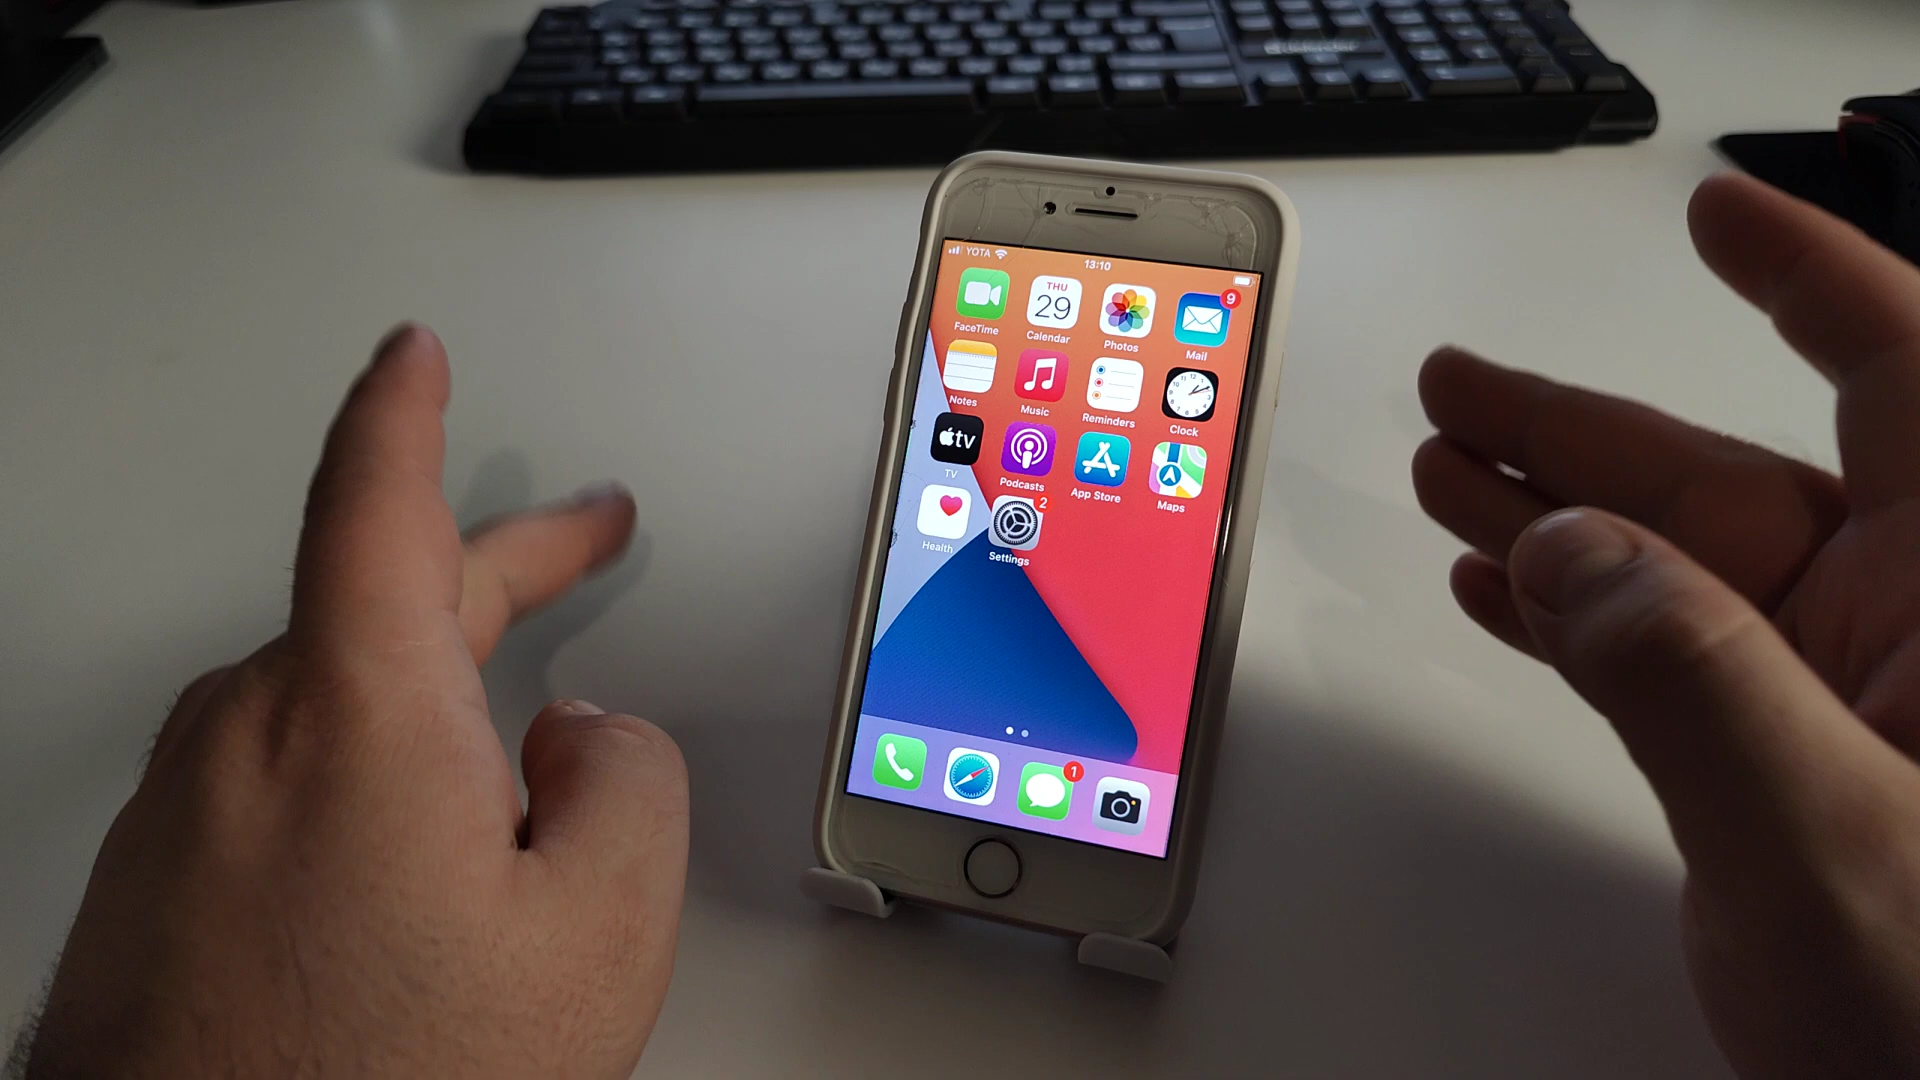 YOTA
13:10
FaceTime
THU
29
Calendar
Photos
9
Mail
Notes
Music
Reminders
Clock
tv
TV
Podcasts
App Store
Maps
Health
2
Settings
1